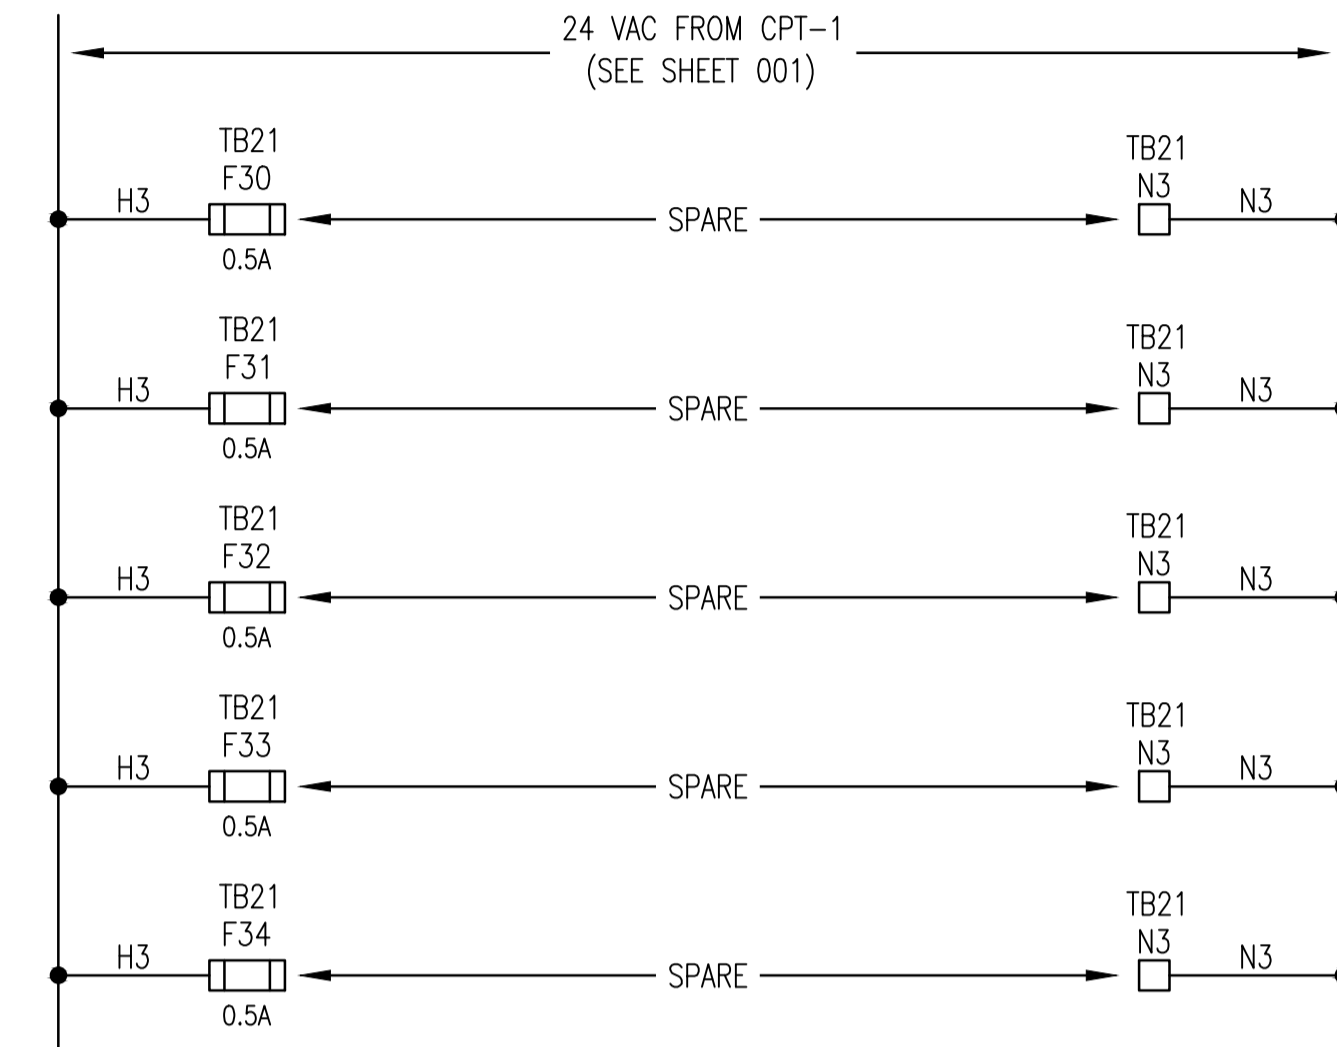 24 VAC FROM CPT-1
(SEE SHEET 001)
TB21
F30
H3
0.5A
SPARE
TB21
N3
N3
TB21
F31
H3
0.5A
SPARE
TB21
N3
N3
TB21
F32
H3
0.5A
SPARE
TB21
N3
N3
TB21
F33
H3
0.5A
SPARE
TB21
N3
N3
TB21
F34
H3
0.5A
SPARE
TB21
N3
N3